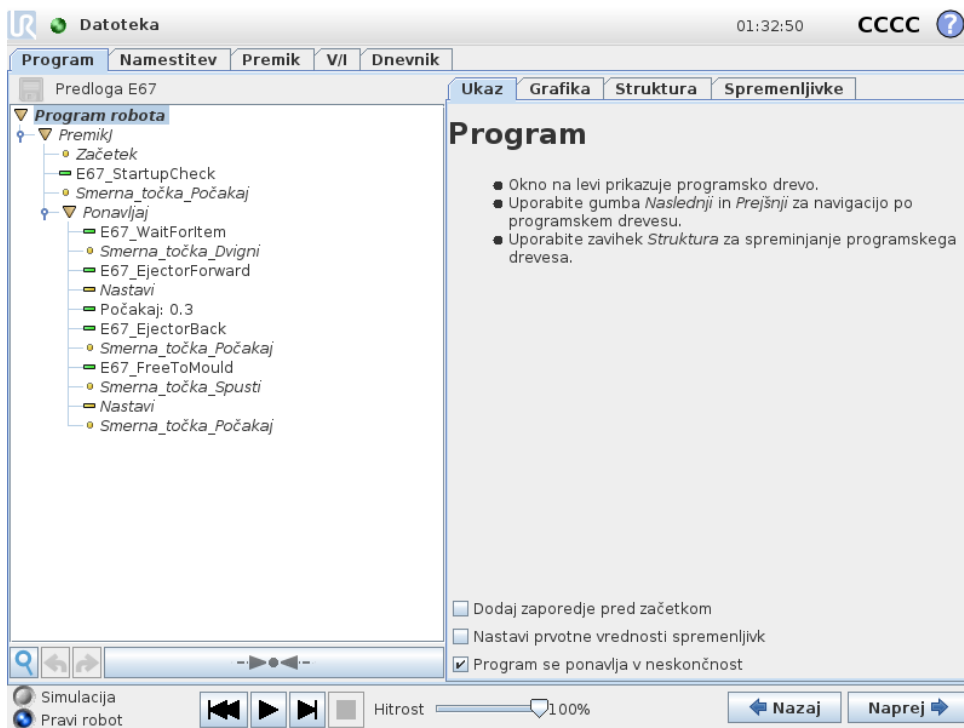 UR Datoteka 01:32:50 CCCC ?
Program Namestitev Premik V/I Dnevnik
Predloga E67
Ukaz Grafika Struktura Spremenljivke
Program robota
PremikJ
Začetek
E67_StartupCheck
Smerna_točka_Počakaj
Ponavljaj
E67_WaitForItem
Smerna_točka_Dvigni
E67_EjectorForward
Nastavi
Počakaj: 0.3
E67_EjectorBack
Smerna_točka_Počakaj
E67_FreeToMould
Smerna_točka_Spusti
Nastavi
Smerna_točka_Počakaj
Program
Okno na levi prikazuje programsko drevo.
Uporabite gumba Naslednji in Prejšnji za navigacijo po
programskem drevesu.
Uporabite zavihek Struktura za spreminjanje programskega
drevesa.
Dodaj zaporedje pred začetkom
Nastavi prvotne vrednosti spremenljivk
Program se ponavlja v neskončnost
Simulacija
Pravi robot
Hitrost 100%
Nazaj Naprej